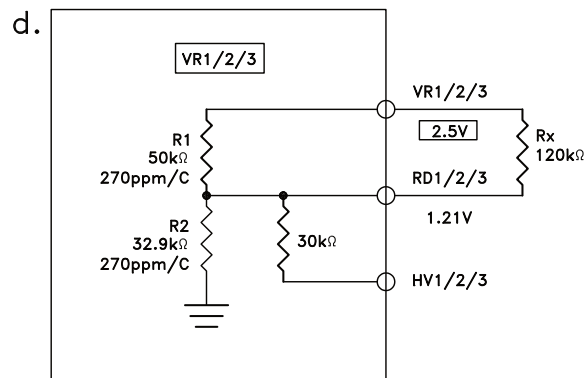 d.
VR1/2/3
VR1/2/3
2.5V
R1
50kΩ
270ppm/C
Rx
120kΩ
RD1/2/3
1.21V
R2
32.9kΩ
270ppm/C
30kΩ
HV1/2/3